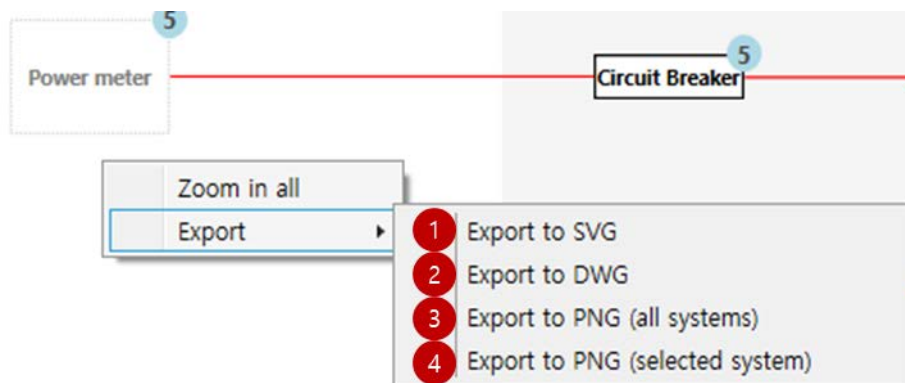 5
Power meter
5
Circuit Breaker
Zoom in all
Export
1 Export to SVG
2 Export to DWG
3 Export to PNG (all systems)
4 Export to PNG (selected system)